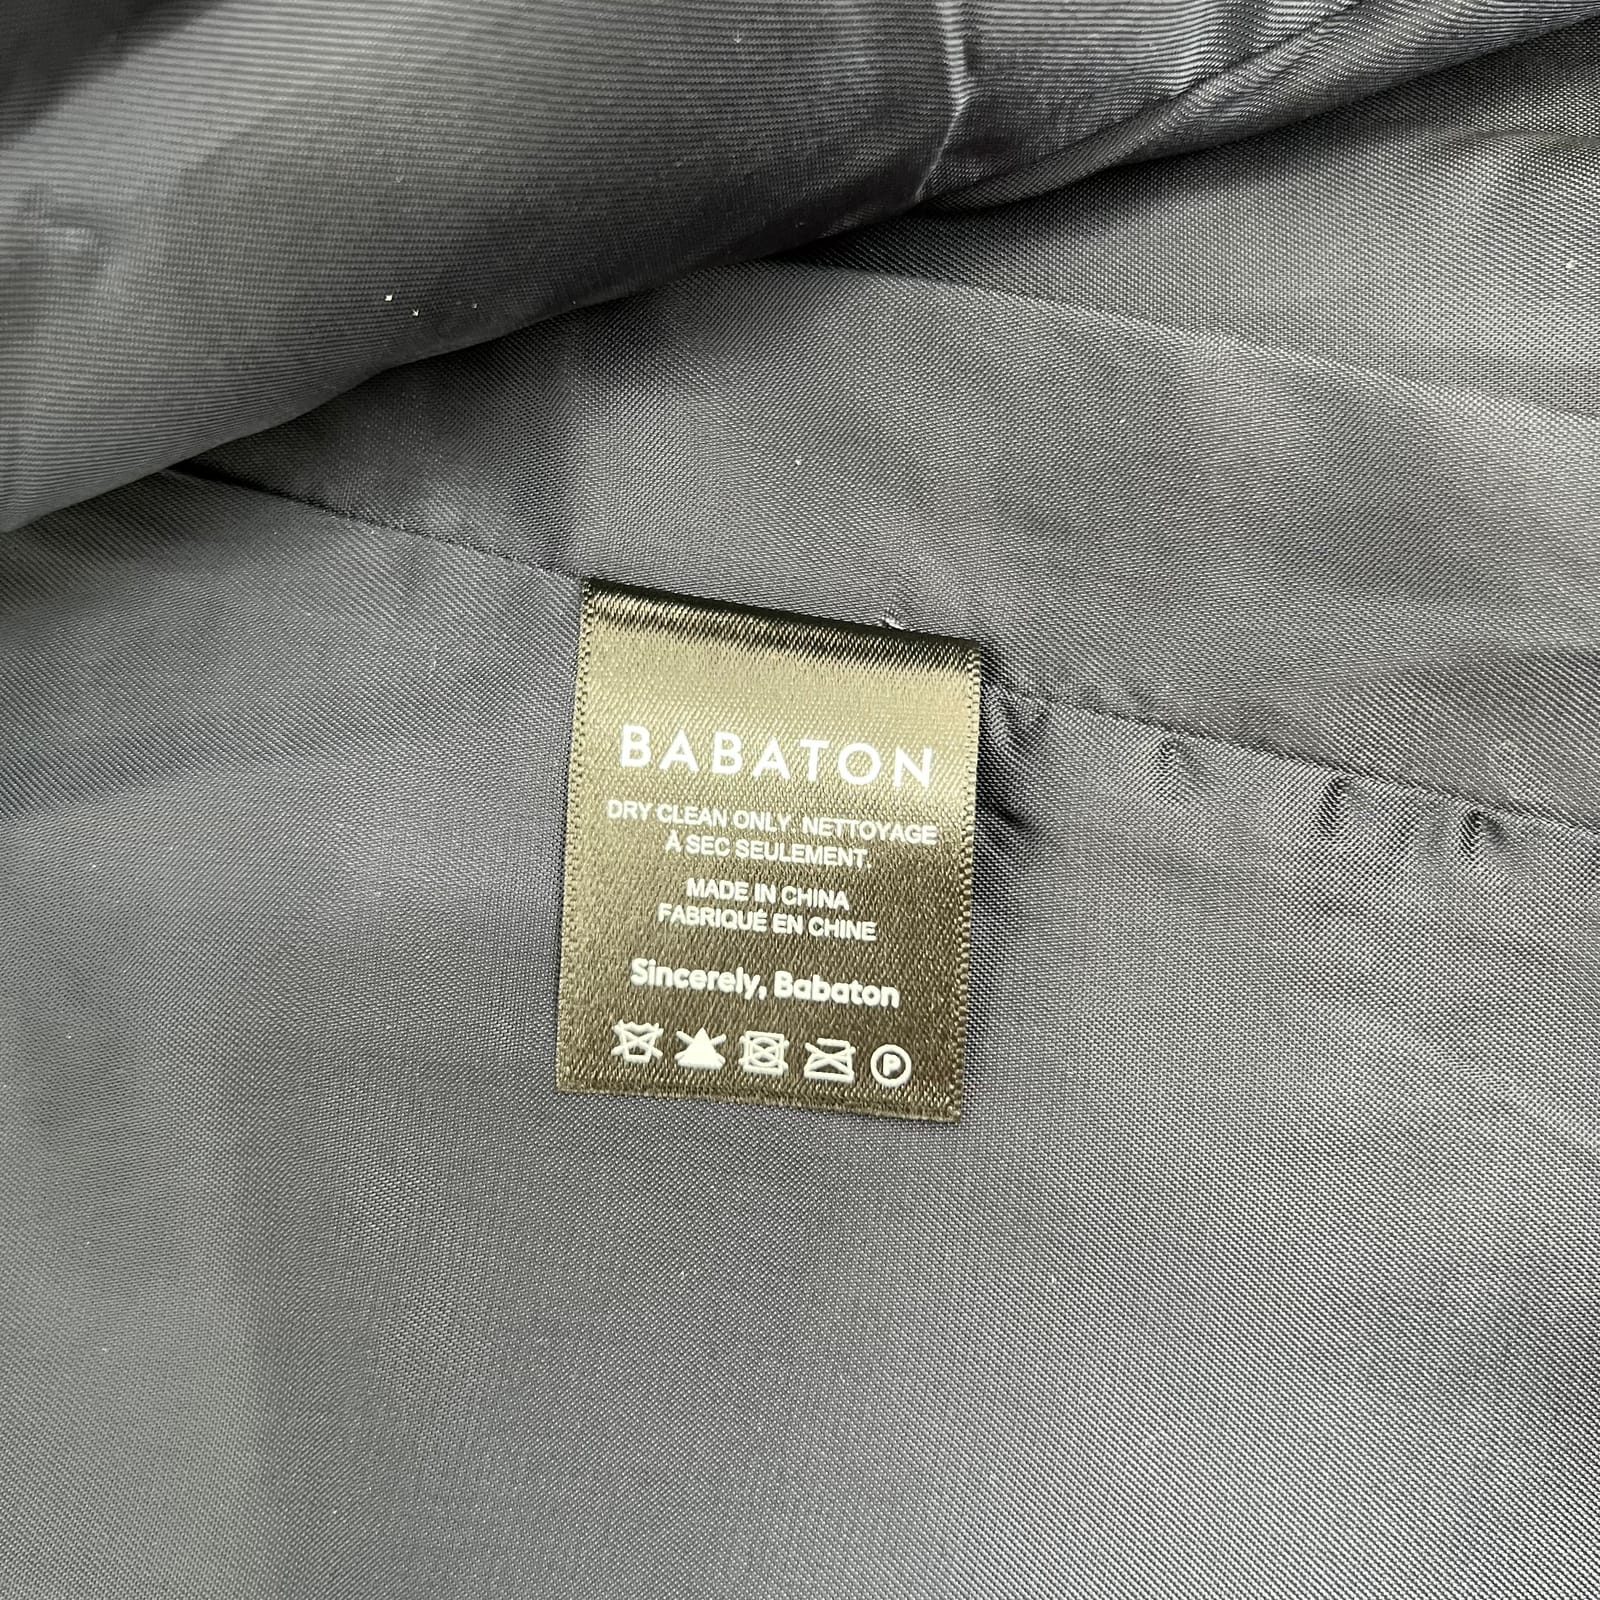 BABATON
DRY CLEAN ONLY. NETTOYAGE
À SEC SEULEMENT.
MADE IN CHINA
FABRIQUÉ EN CHINE
Sincerely, Babaton
P